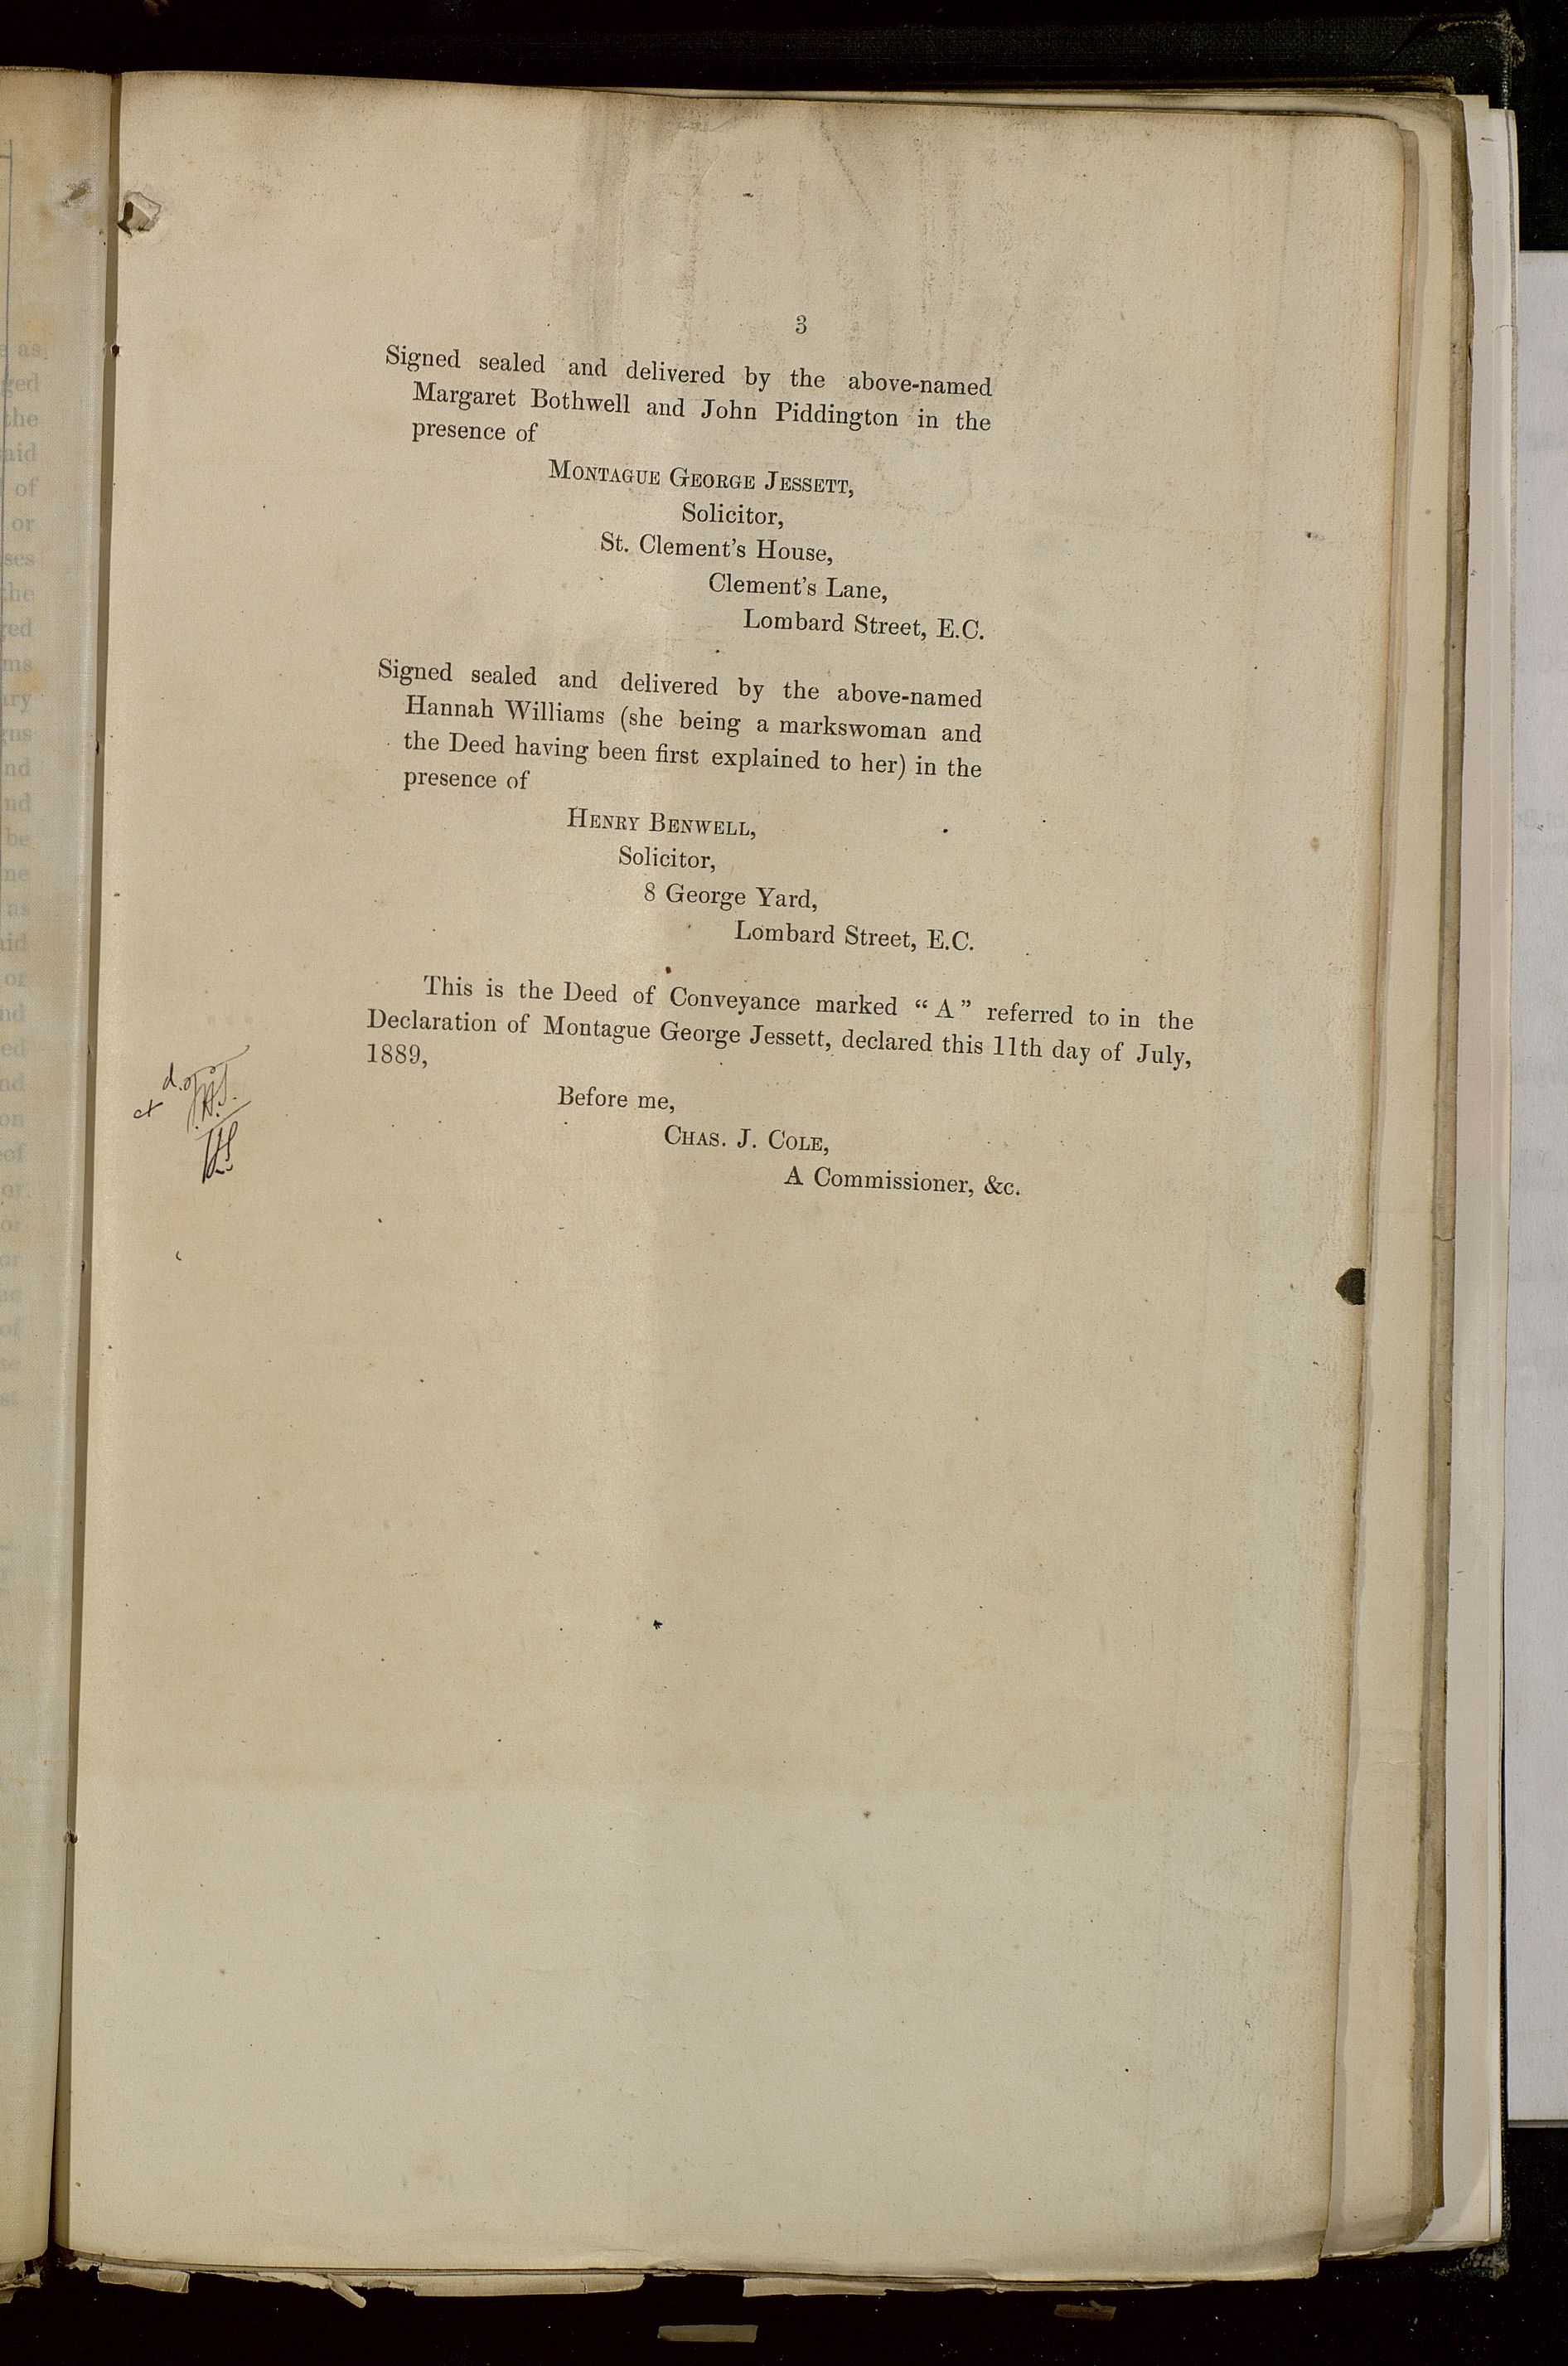 3
Signed sealed and delivered by the above-named
Margaret Bothwell and John Piddington in the
presence of
MONTAGUE GEORGE JESSETT,
Solicitor,
St. Clement's House,
Clement's Lane,
Lombard Street, E.C.
Signed sealed and delivered by the above-named
Hannah Williams (she being a markswoman and
the Deed having been first explained to her) in the
presence of
HENRY BENWELL,
Solicitor,
8 George Yard,
Lombard Street, E.C.
This is the Deed of Conveyance marked “A” referred to in the
Declaration of Montague George Jessett, declared this 11th day of July,
1889,
Before me,
CHAS. J. COLE,
A Commissioner, &c.